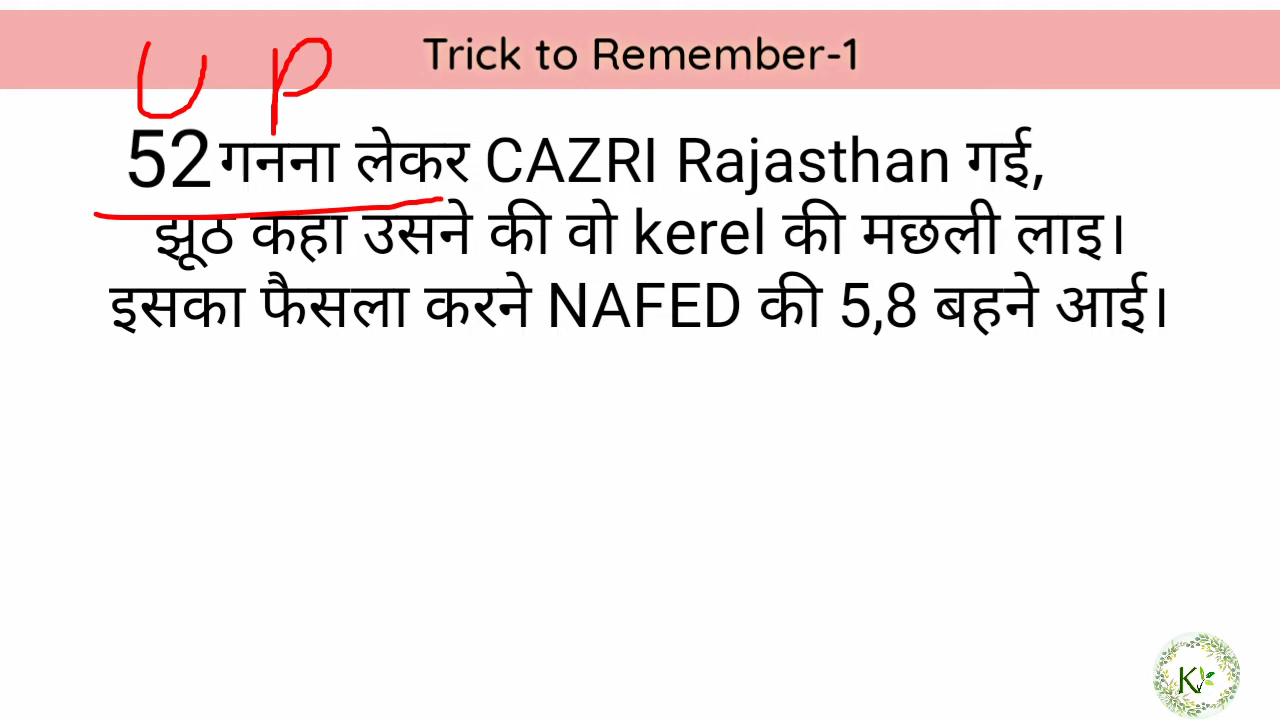 Trick to Remember-1
U P
52 गनना लेकर CAZRI Rajasthan गई,
झूठ कहा उसने की वो kerel की मछली लाइ।
इसका फैसला करने NAFED की 5,8 बहने आई।
K